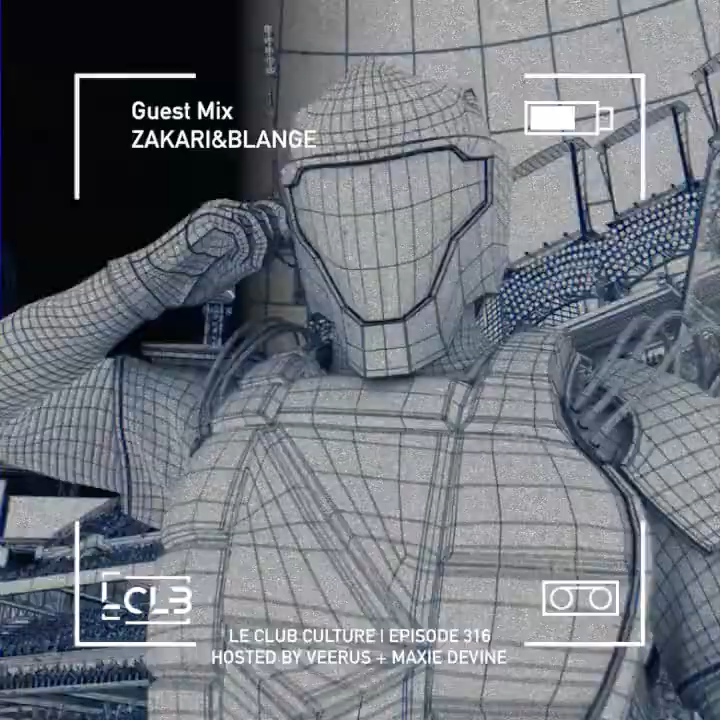 Guest Mix
ZAKARI&BLANGE
LCLB
LE CLUB CULTURE | EPISODE 316
HOSTED BY VEERUS + MAXIE DEVINE